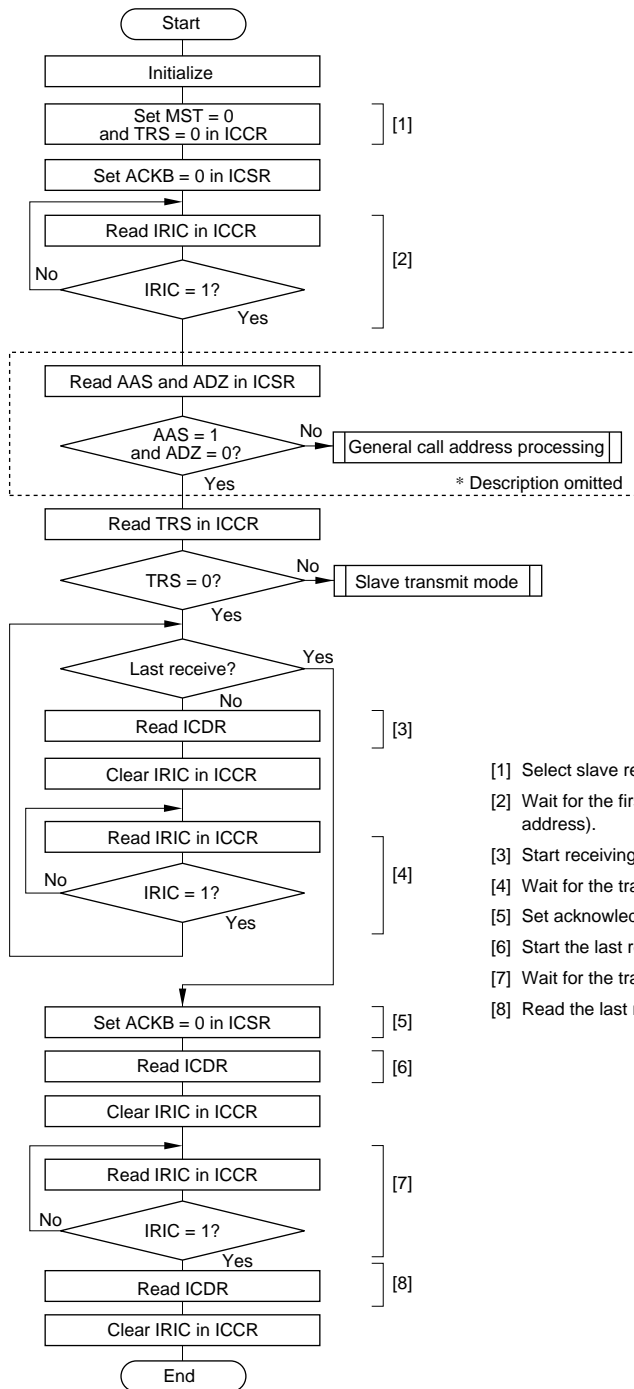 Start
Initialize
Set MST = 0
and TRS = 0 in ICCR
[1]
Set ACKB = 0 in ICSR
Read IRIC in ICCR
[2]
No
IRIC = 1?
Yes
Read AAS and ADZ in ICSR
AAS = 1
and ADZ = 0?
No
General call address processing
Yes
* Description omitted
Read TRS in ICCR
No
TRS = 0?
Slave transmit mode
Yes
Last receive?
Yes
No
Read ICDR
[3]
Clear IRIC in ICCR
Read IRIC in ICCR
[4]
No
IRIC = 1?
Yes
Set ACKB = 0 in ICSR
[5]
Read ICDR
[6]
Clear IRIC in ICCR
Read IRIC in ICCR
[7]
No
IRIC = 1?
Yes
Read ICDR
[8]
Clear IRIC in ICCR
End
[1] Select slave
[2] Wait for the
address).
[3] Start receiving
[4] Wait for the
[5] Set
[6] Start the last
[7] Wait for the
[8] Read the last